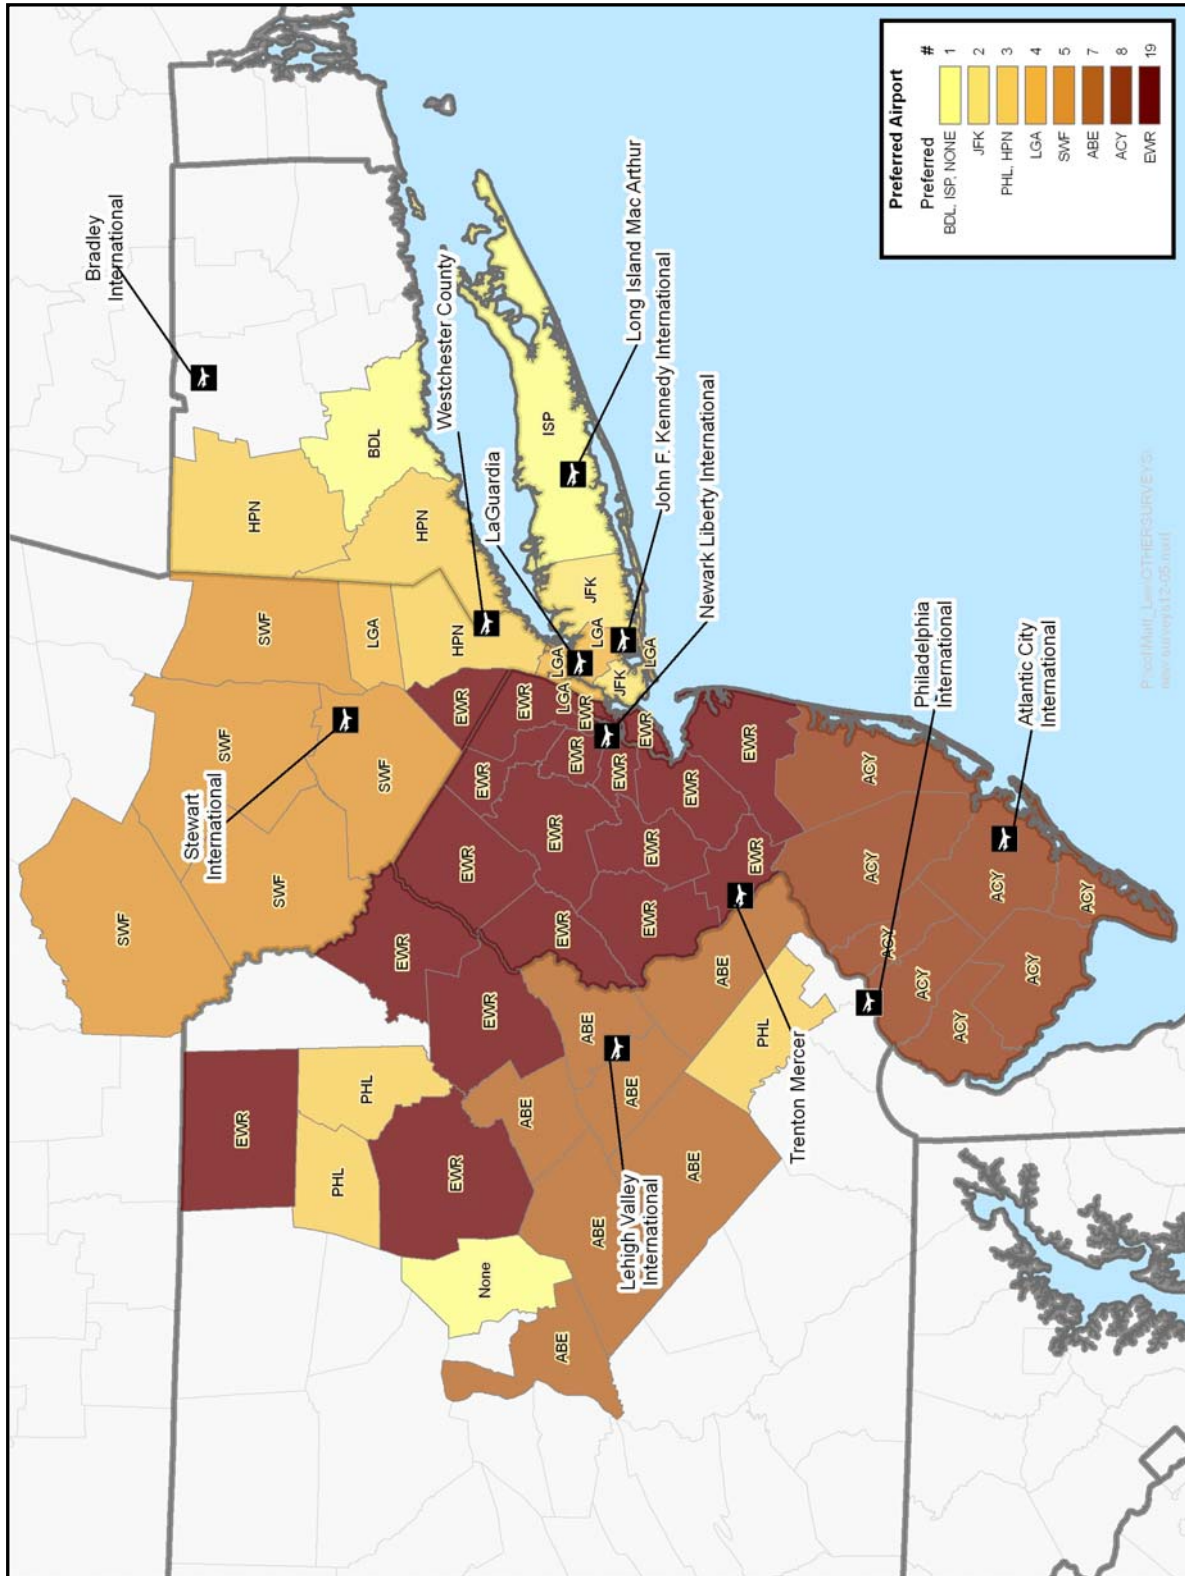 Bradley
International
SWF
Stewart
International
SWF
EWR
HPN
SWF
SWF
PHL
PHL
LGA
BDL
SWF
EWR
HPN
Westchester County
EWR
HPN
EWR
EWR
EWR
None
EWR
LaGuardia
ABE
EWR
ISP
EWR
LGA
EWR
ABE
LGA
EWR
EWR
ABE
JFK
LGA
ABE
EWR
JFK
Lehigh Valley
International
ABE
Long Island Mac Arthur
EWR
EWR
LGA
EWR
John F. Kennedy International
EWR
ABE
Newark Liberty International
ABE
EWR
EWR
PHL
Trenton Mercer
ACY
ACY
ACY
ACY
Philadelphia
International
ACY
ACY
Atlantic City
International
ACY
ACY
Preferred Airport
Preferred #
BDL, ISP, NONE 1
JFK 2
PHL, HPN 3
LGA 4
SWF 5
ABE 7
ACY 8
EWR 19